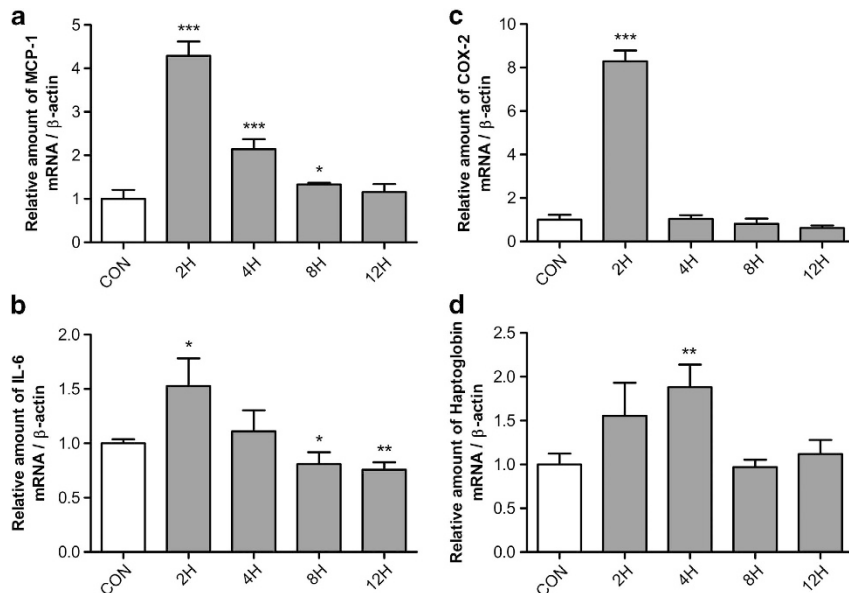 a
Relative amount of MCP-1
mRNA / β-actin
5
4
3
2
1
0
***
***
*
CON
2H
4H
8H
12H
c
Relative amount of COX-2
mRNA / β-actin
10
8
6
4
2
0
***
CON
2H
4H
8H
12H
b
Relative amount of IL-6
mRNA / β-actin
2.0
1.5
1.0
0.5
0.0
*
*
**
CON
2H
4H
8H
12H
d
Relative amount of Haptoglobin
mRNA / β-actin
2.5
2.0
1.5
1.0
0.5
0.0
**
CON
2H
4H
8H
12H